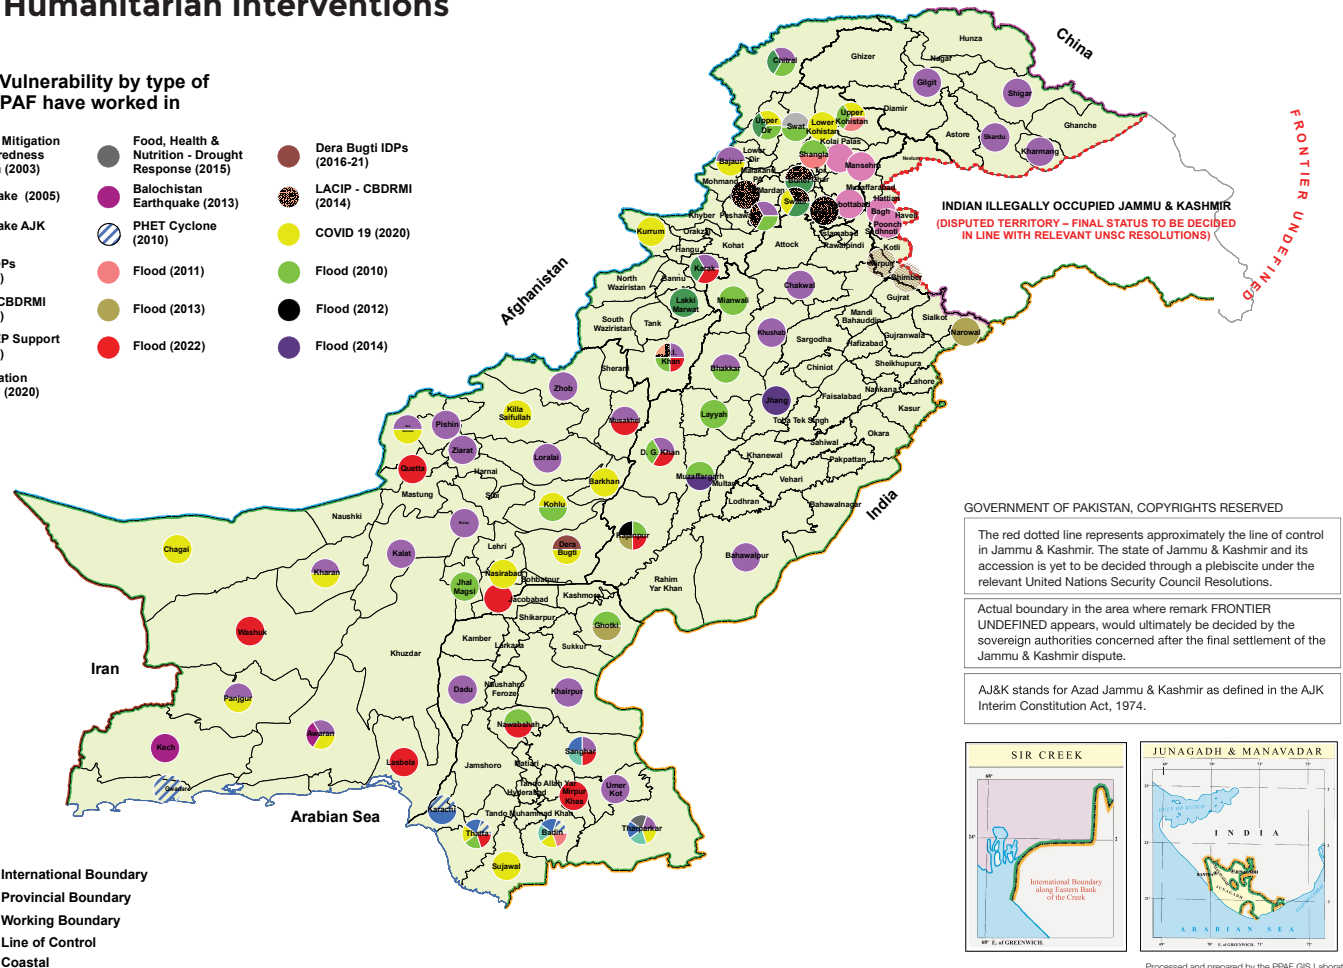 Humanitarian Interventions
Vulnerability by type of
PAF have worked in
Mitigation
redness
(2003)
ake (2005)
ake AJK
CBDRMI
P Support
ation
(2020)
Food, Health &
Nutrition - Drought
Response (2015)
Balochistan
Earthquake (2013)
PHET Cyclone
(2010)
Flood (2011)
Flood (2013)
Flood (2022)
Dera Bugti IDPs
(2016-21)
LACIP - CBDRMI
(2014)
COVID 19 (2020)
Flood (2010)
Flood (2012)
Flood (2014)
China
Afghanistan
Iran
India
Arabian Sea
FRONTIER UNDEFINED
INDIAN ILLEGALLY OCCUPIED JAMMU & KASHMIR
(DISPUTED TERRITORY – FINAL STATUS TO BE DECIDED
IN LINE WITH RELEVANT UNSC RESOLUTIONS)
Hunza
Nagar
Ghizer
Chitral
Gilgit
Shigar
Diamir
Ghanche
Astore
Skardu
Kharmang
Upper
Dir
Swat
Lower
Kohistan
Upper
Kohistan
Kolai Palas
Shangla
Lower
Dir
Bajaur
Mansehra
Neelum
Mohmand
Mardan
Muzaffarabad
Hattian
Bagh
Haveli
Poonch
Sudhnoti
Kotli
Mirpur
Bhimber
Khyber
Peshawar
Swabi
Islamabad
Rawalpindi
Attock
Kurrum
Orakzai
Hangu
Kohat
Karak
Bannu
North
Waziristan
South
Waziristan
Lakki
Marwat
Tank
Mianwali
Chakwal
Gujrat
Mandi
Bahauddin
Sialkot
Narowal
Gujranwala
Hafizabad
Khushab
Sargodha
Sheikhupura
Chiniot
Nankana
Lahore
Faisalabad
Kasur
Sherani
D.I.
Khan
Bhakkar
Jhang
Layyah
Toba Tek Singh
Okara
Sahiwal
Pakpattan
Khanewal
Vehari
Multan
Lodhran
Bahawalnagar
Zhob
Killa
Saifullah
Musakhel
Pishin
Ziarat
Loralai
D. G. Khan
Muzaffargarh
Quetta
Harnai
Mastung
Sibi
Barkhan
Kohlu
Naushki
Chagai
Kharan
Kalat
Lehri
Dera
Bugti
Rajanpur
Bahawalpur
Rahim
Yar Khan
Nasirabad
Sohbatpur
Jhal
Magsi
Jacobabad
Kashmore
Shikarpur
Ghotki
Kamber
Larkana
Sukkur
Washuk
Khuzdar
Panjgur
Dadu
Naushahro
Feroze
Khairpur
Nawabshah
Kech
Awaran
Lasbela
Gwadar
Sanghar
Jamshoro
Matiari
Tando Allah Yar
Hyderabad
Mirpur
Khas
Umer
Kot
Karachi
Tando Muhammad Khan
Thatta
Badin
Tharparkar
Sujawal
International Boundary
Provincial Boundary
Working Boundary
Line of Control
Coastal
GOVERNMENT OF PAKISTAN, COPYRIGHTS RESERVED
The red dotted line represents approximately the line of control
in Jammu & Kashmir. The state of Jammu & Kashmir and its
accession is yet to be decided through a plebiscite under the
relevant United Nations Security Council Resolutions.
Actual boundary in the area where remark FRONTIER
UNDEFINED appears, would ultimately be decided by the
sovereign authorities concerned after the final settlement of the
Jammu & Kashmir dispute.
AJ&K stands for Azad Jammu & Kashmir as defined in the AJK
Interim Constitution Act, 1974.
SIR CREEK
68°
24°
International Boundary
along Eastern Bank
of the Creek
68° E. of GREENWICH.
JUNAGADH & MANAVADAR
GULF OF KUTCH
INDIA
JUNAGADH
ARABIAN SEA
E. of GREENWICH.
Processed and prepared by the PPAF GIS Laborat